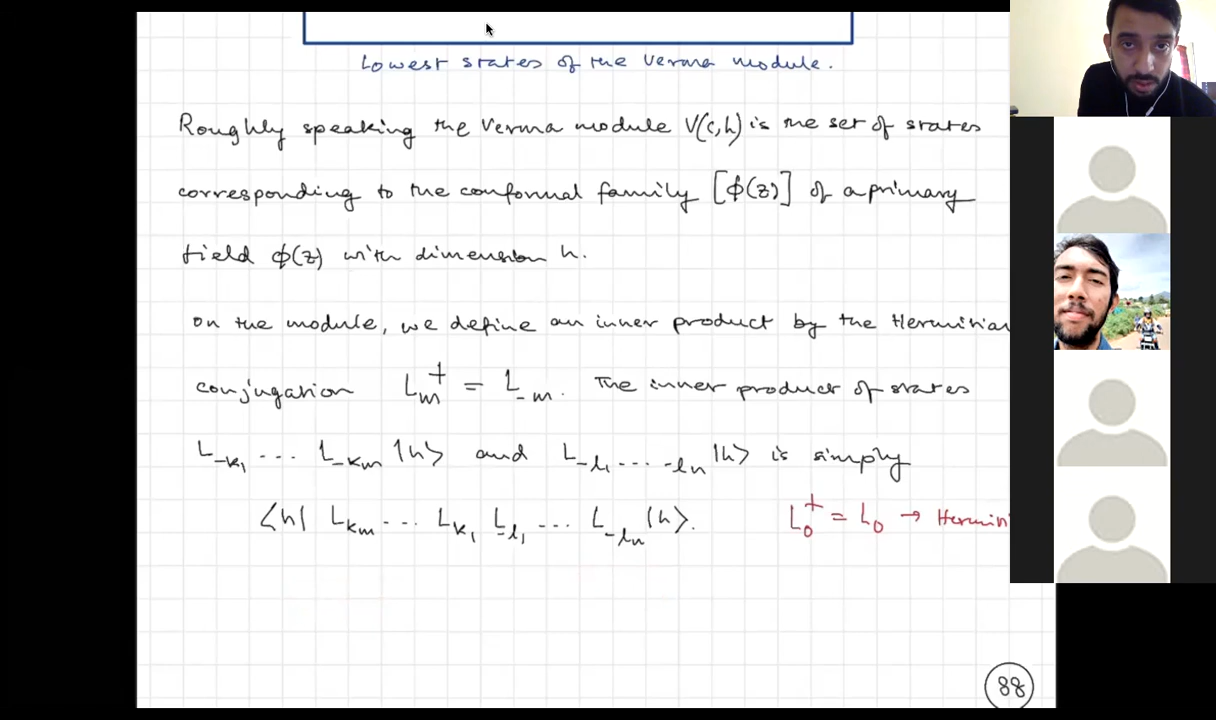 Lowest states of the Verma module.
Roughly speaking the Verma module V(c,h) is the set of states
corresponding to the conformal family [ϕ(z)] of a primary
field ϕ(z) with dimension h.
On the module, we define an inner product by the Hermitian
conjugation L_m^† = L_{-m}. The inner product of states
L_{-k_1} ... L_{-k_m} |h> and L_{-l_1} ... _{-l_n} |h> is simply
<h| L_{k_m} ... L_{k_1} L_{-l_1} ... L_{-l_n} |h>. L_0^† = L_0 → Hermiti
88